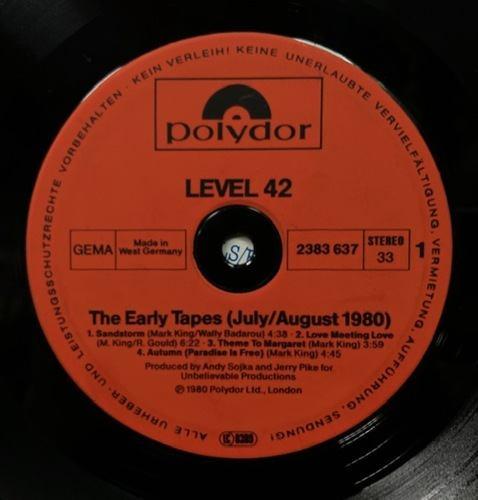 ALLE URHEBER- UND LEISTUNGSSCHUTZRECHTE VORBEHALTEN · KEIN VERLEIH! KEINE UNERLAUBTE VERVIELFÄLTIGUNG, VERMIETUNG, AUFFÜHRUNG, SENDUNG!
polydor
LEVEL 42
GEMA
Made in
West Germany
2383 637
STEREO
33
1
The Early Tapes (July/August 1980)
1. Sandstorm (Mark King/Wally Badarou) 4:38 · 2. Love Meeting Love
(M. King/R. Gould) 6:22 · 3. Theme To Margaret (Mark King) 3:59
4. Autumn (Paradise Is Free) (Mark King) 4:45
Produced by Andy Sojka and Jerry Pike for
Unbelievable Productions
℗ 1980 Polydor Ltd., London